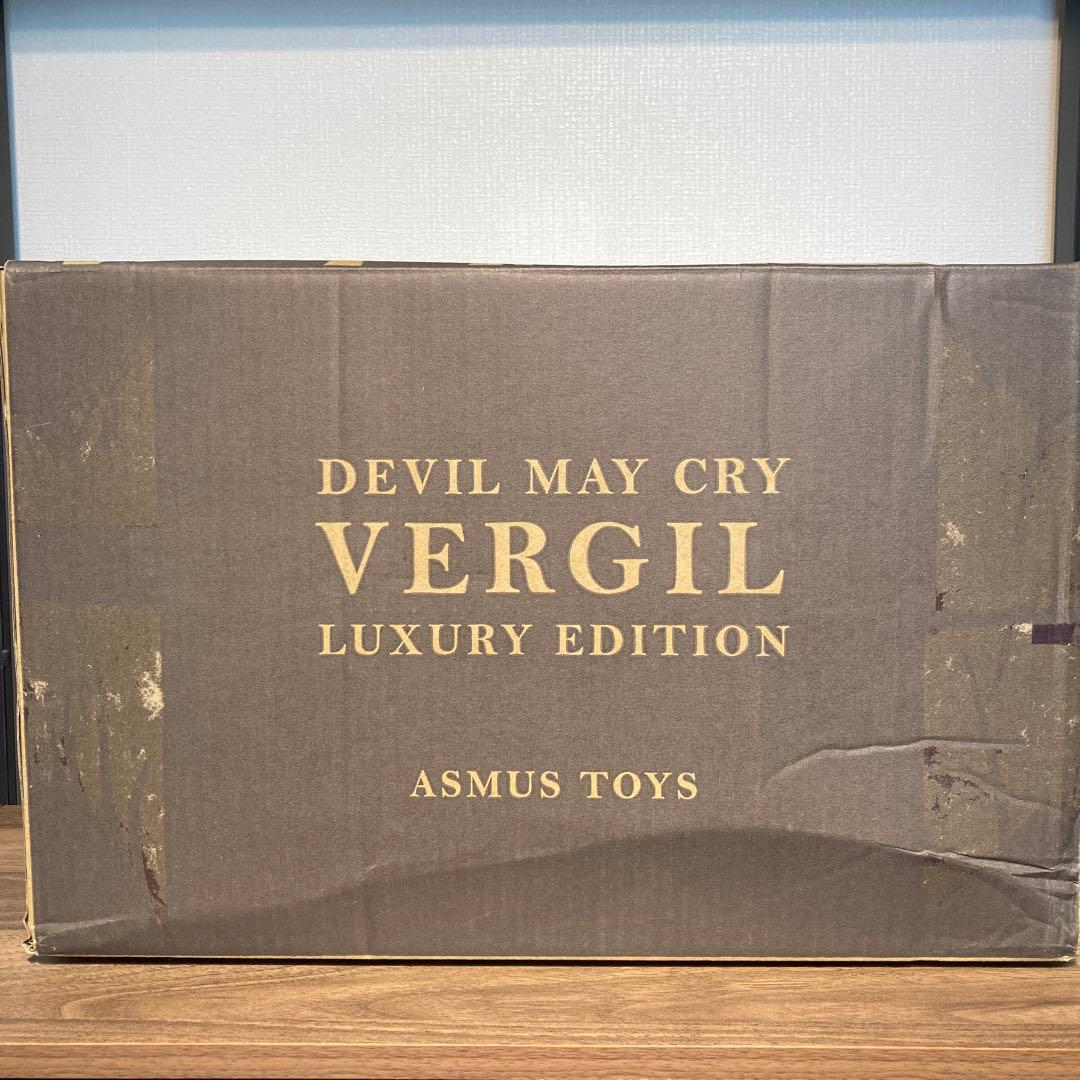 DEVIL MAY CRY
VERGIL
LUXURY EDITION
ASMUS TOYS